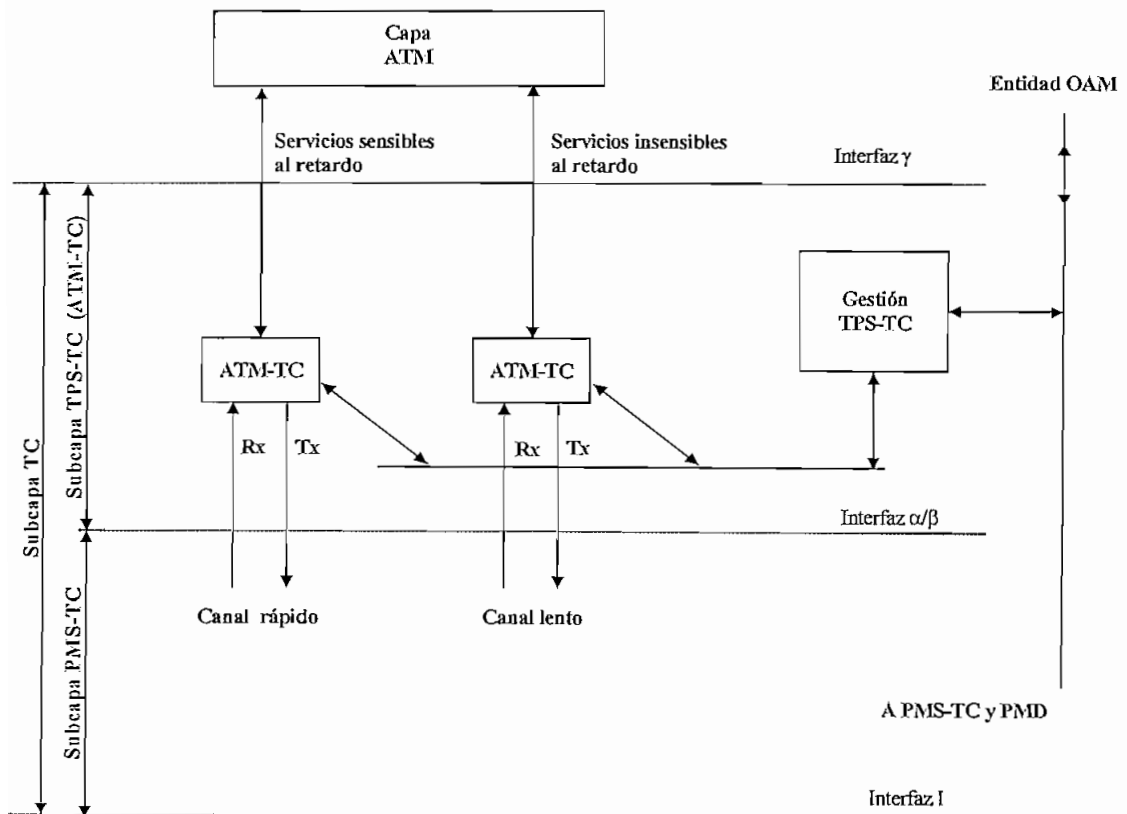 Capa
ATM
Entidad OAM
Servicios sensibles
al retardo
Servicios insensibles
al retardo
Interfaz γ
Subcapa TC
Subcapa TPS-TC (ATM-TC)
Gestión
TPS-TC
ATM-TC
ATM-TC
Rx
Tx
Rx
Tx
Interfaz α/β
Subcapa PMS-TC
Canal rápido
Canal lento
A PMS-TC y PMD
Interfaz I